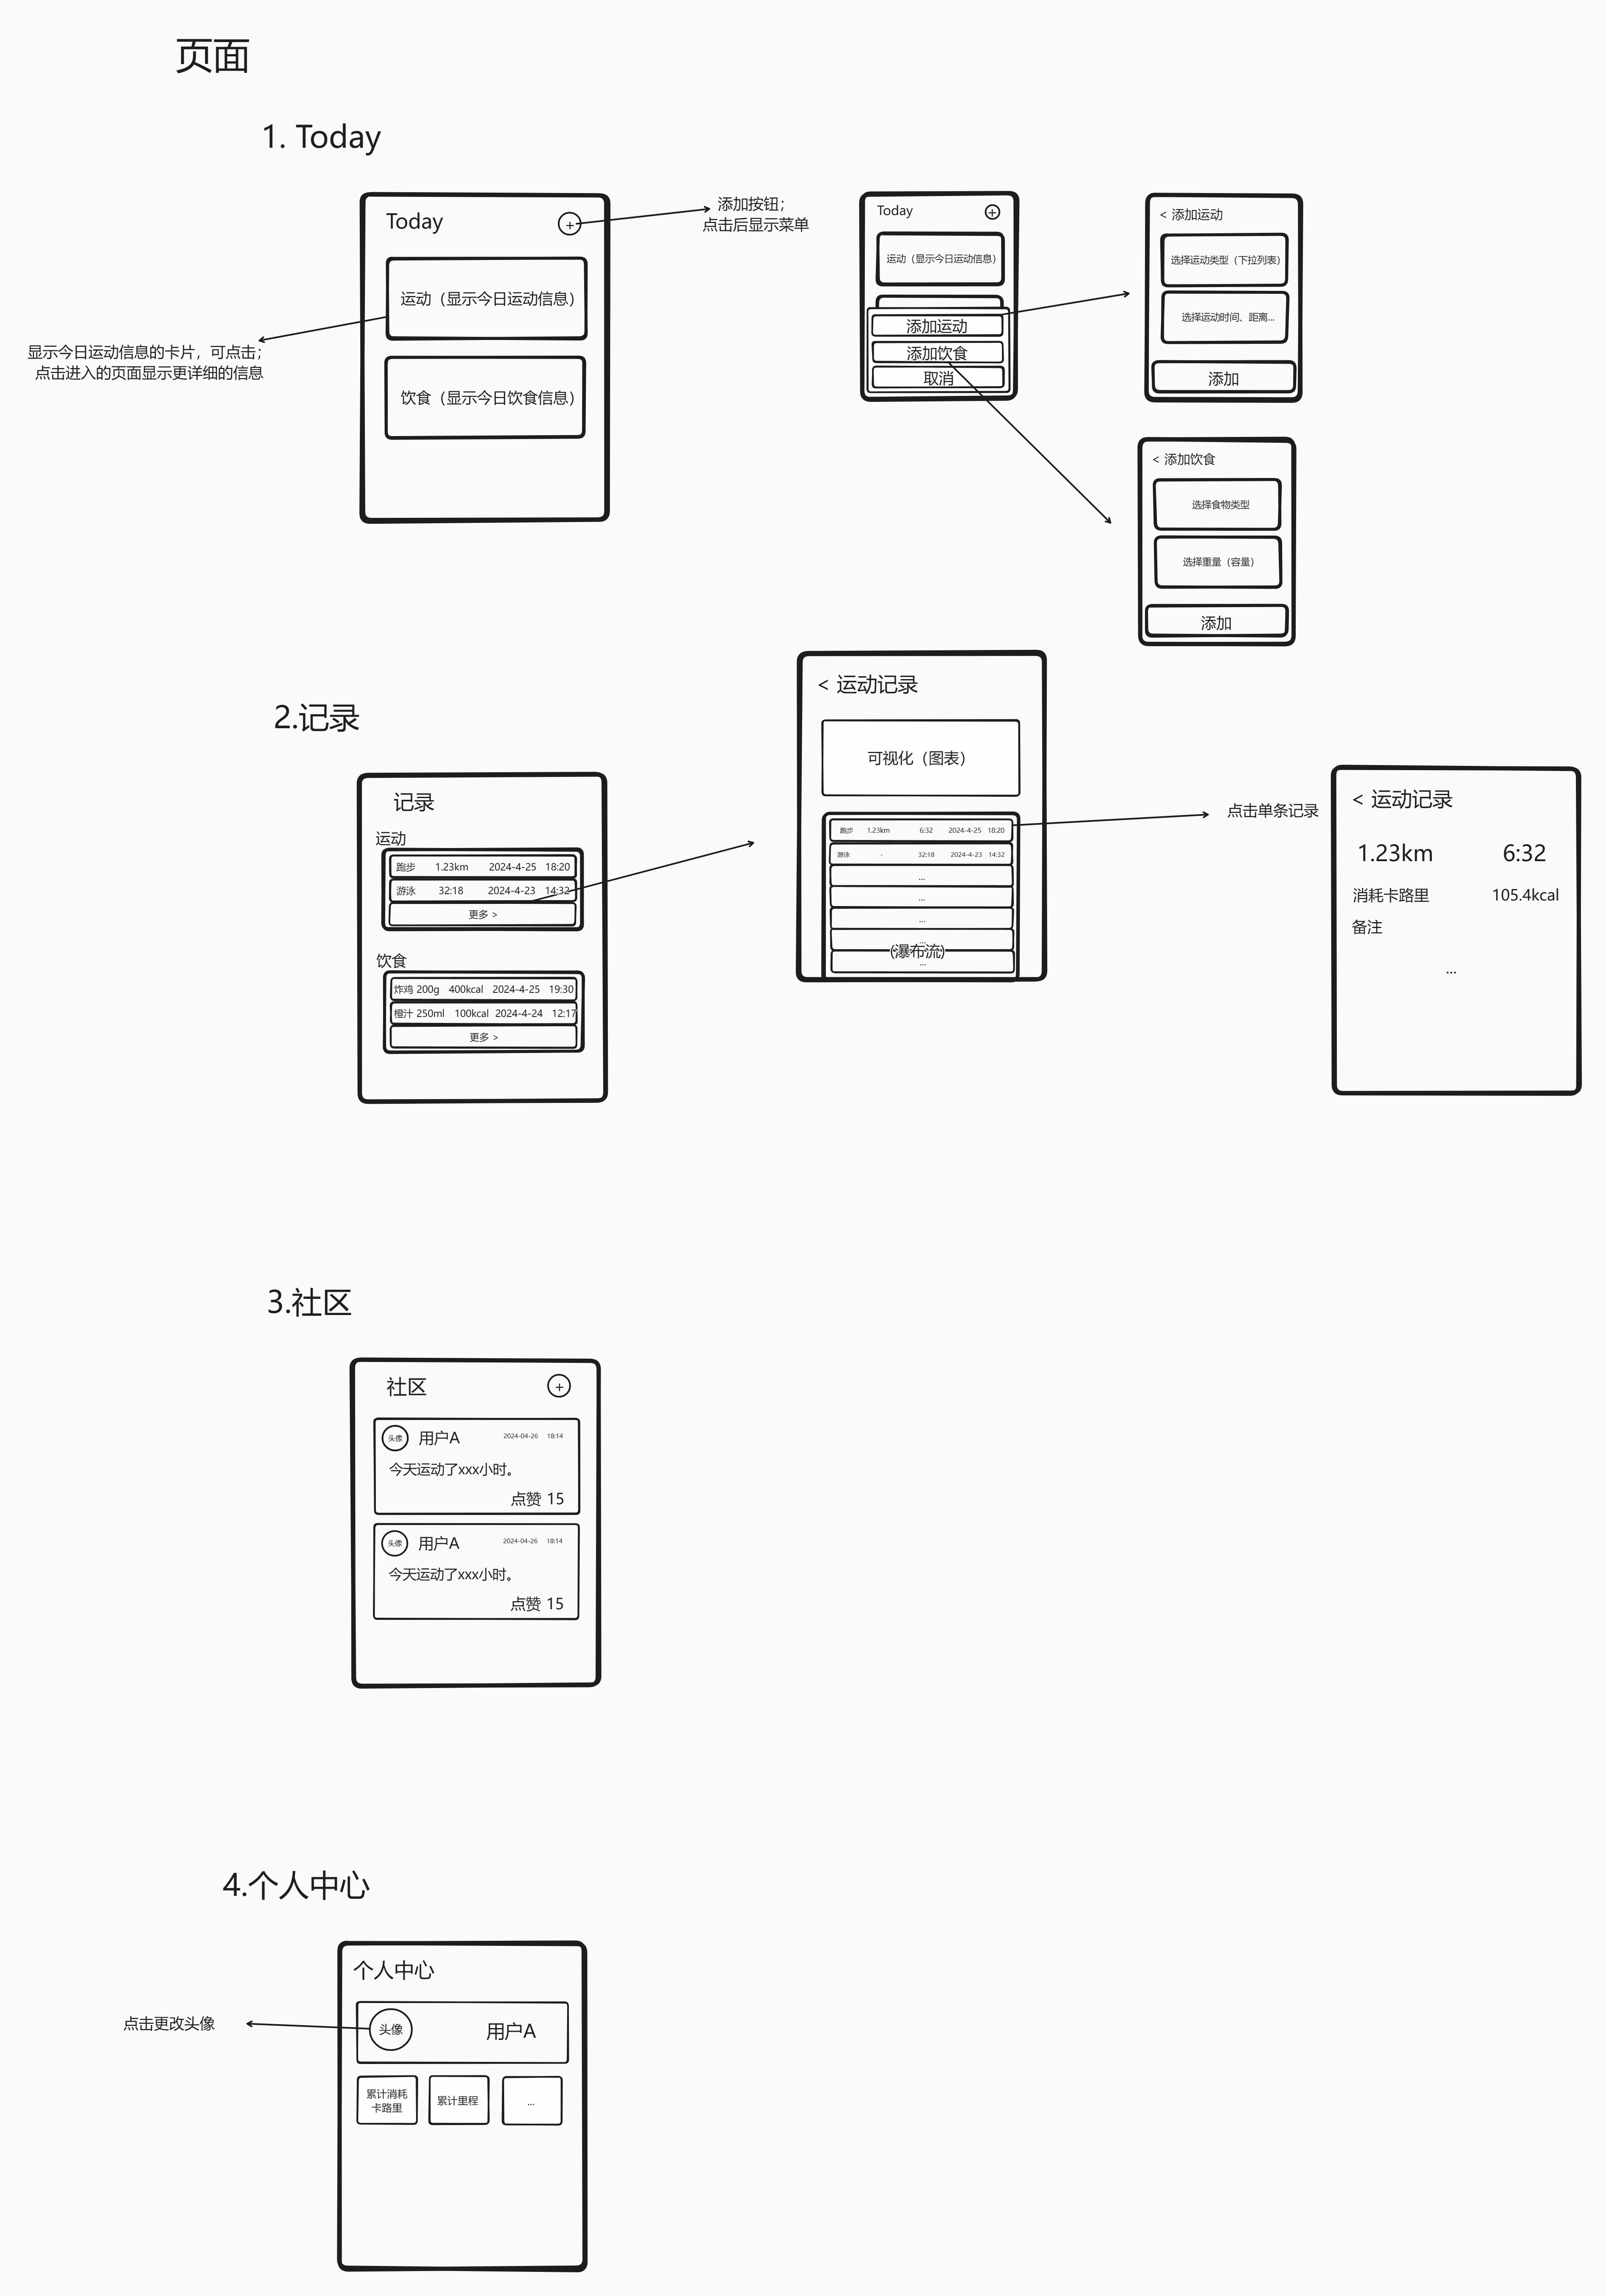 页面
1. Today
Today
+
运动（显示今日运动信息）
饮食（显示今日饮食信息）
显示今日运动信息的卡片，可点击；
点击进入的页面显示更详细的信息
添加按钮；
点击后显示菜单
Today
+
运动（显示今日运动信息）
添加运动
添加饮食
取消
< 添加运动
选择运动类型（下拉列表）
选择运动时间、距离...
添加
< 添加饮食
选择食物类型
选择重量（容量）
添加
2.记录
记录
运动
跑步 1.23km 2024-4-25 18:20
游泳 32:18 2024-4-23 14:32
更多 >
饮食
炸鸡 200g 400kcal 2024-4-25 19:30
橙汁 250ml 100kcal 2024-4-24 12:17
更多 >
< 运动记录
可视化（图表）
跑步 1.23km 6:32 2024-4-25 18:20
游泳 - 32:18 2024-4-23 14:32
...
...
...
...
(瀑布流)
...
点击单条记录
< 运动记录
1.23km 6:32
消耗卡路里 105.4kcal
备注
...
3.社区
社区
+
头像 用户A 2024-04-26 18:14
今天运动了xxx小时。
点赞 15
头像 用户A 2024-04-26 18:14
今天运动了xxx小时。
点赞 15
4.个人中心
个人中心
点击更改头像
头像 用户A
累计消耗
卡路里
累计里程
...